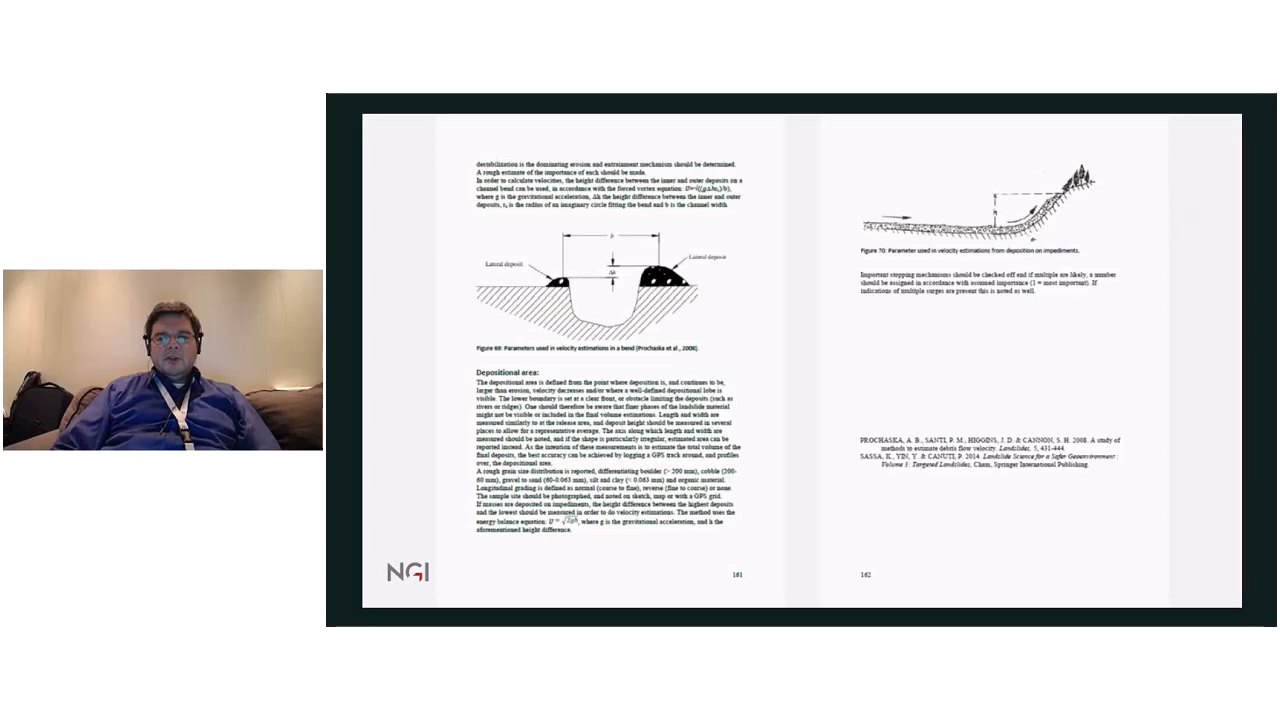 destabilization is the dominating erosion and entrainment mechanism should be determined.
A rough estimate of the importance of each should be made.
In order to calculate velocities, the height difference between the inner and outer deposits on a
channel bend can be used, in accordance with the forced vortex equation:
where g is the gravitational acceleration, Δh the height difference between the inner and outer
deposits, is the radius of an imaginary circle fitting the bend and b is the channel width.
b
Lateral deposit
Lateral deposit
Δh
Figure 69: Parameters used in velocity estimations in a bend (Prochaska et al., 2008).
Depositional area:
The depositional area is defined from the point where deposition is, and continues to be,
larger than erosion, velocity decreases and/or where a well-defined depositional lobe is
visible. The lower boundary is set at a clear front, or obstacle limiting the deposits (such as
rivers or ridges). One should therefore be aware that finer phases of the landslide material
might not be visible or included in the final volume estimations. Length and width are
measured similarly to at the release area, and deposit height should be measured in several
places to allow for a representative average. The axis along which length and width are
measured should be noted, and if the shape is particularly irregular, estimated area can be
reported instead. As the intention of these measurements is to estimate the total volume of the
final deposits, the best accuracy can be achieved by logging a GPS track around, and profiles
over, the depositional area.
A rough grain size distribution is reported, differentiating boulder (> 200 mm), cobble (200-
60 mm), gravel to sand (60-0.063 mm), silt and clay (< 0.063 mm) and organic material.
Longitudinal grading is defined as normal (coarse to fine), reverse (fine to coarse) or none.
The sample site should be photographed, and noted on sketch, map or with a GPS grid.
If masses are deposited on impediments, the height difference between the highest deposits
and the lowest should be measured in order to do velocity estimations. The method uses the
energy balance equation: U = √2gh, where g is the gravitational acceleration, and h the
aforementioned height difference.
161
NGI
Figure 70: Parameter used in velocity estimations from deposition on impediments.
Important stopping mechanisms should be checked off and if multiple are likely, a number
should be assigned in accordance with assumed importance (1 = most important). If
indications of multiple surges are present this is noted as well.
PROCHASKA, A. B., SANTI, P. M., HIGGINS, J. D. & CANNON, S. H. 2008. A study of
methods to estimate debris flow velocity. Landslides, 5, 431-444.
SASSA, K., YIN, Y. & CANUTI, P. 2014. Landslide Science for a Safer Geoenvironment :
Volume 3: Targeted Landslides, Cham, Springer International Publishing.
162